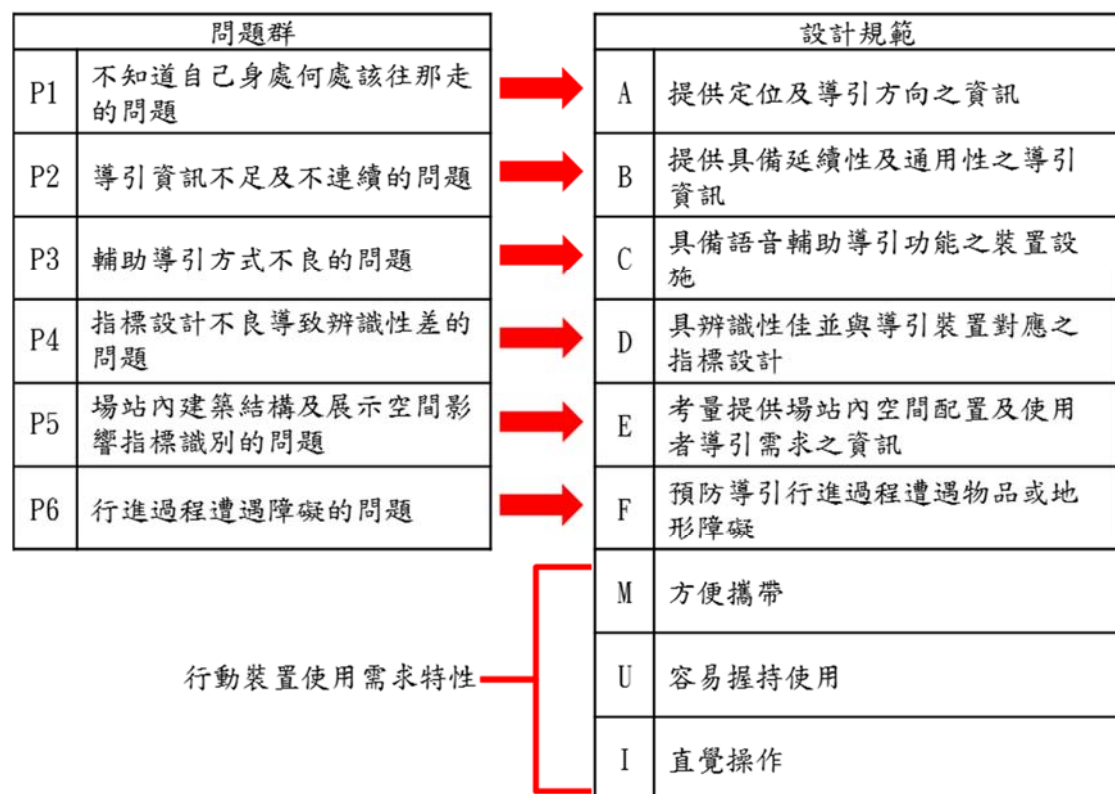 問題群
設計規範
P1
不知道自己身處何處該往那走
的問題
A
提供定位及導引方向之資訊
P2
導引資訊不足及不連續的問題
B
提供具備延續性及通用性之導引
資訊
P3
輔助導引方式不良的問題
C
具備語音輔助導引功能之裝置設
施
P4
指標設計不良導致辨識性差的
問題
D
具辨識性佳並與導引裝置對應之
指標設計
P5
場站內建築結構及展示空間影
響指標識別的問題
E
考量提供場站內空間配置及使用
者導引需求之資訊
P6
行進過程遭遇障礙的問題
F
預防導引行進過程遭遇物品或地
形障礙
行動裝置使用需求特性
M
方便攜帶
U
容易握持使用
I
直覺操作